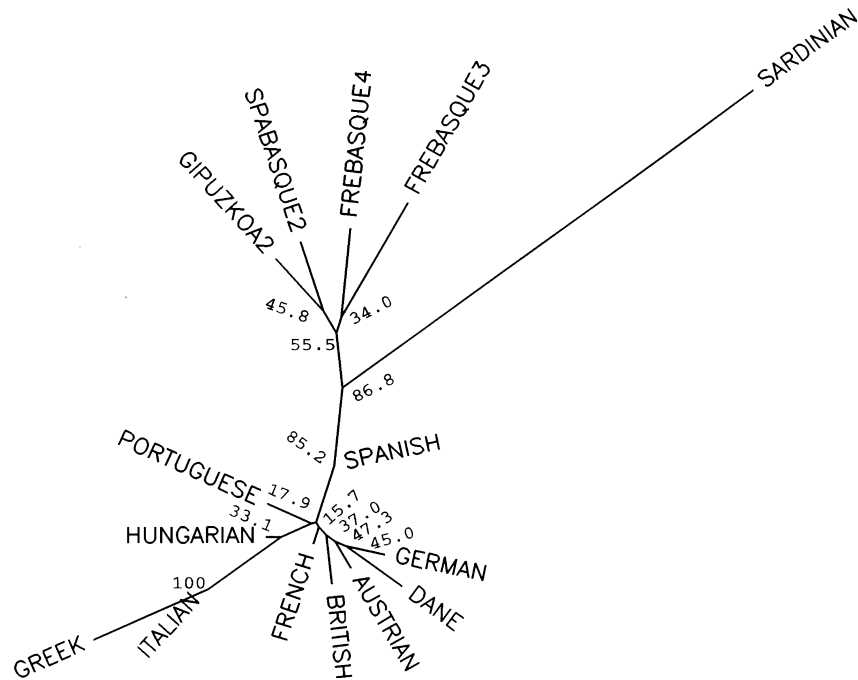 SARDINIAN
FREBASQUE3
FREBASQUE4
SPABASQUE2
GIPUZKOA2
45.8
34.0
55.5
86.8
85.2
SPANISH
PORTUGUESE
17.9
15.7
37.0
47.3
45.0
33.1
HUNGARIAN
GERMAN
DANE
AUSTRIAN
BRITISH
FRENCH
100
ITALIAN
GREEK